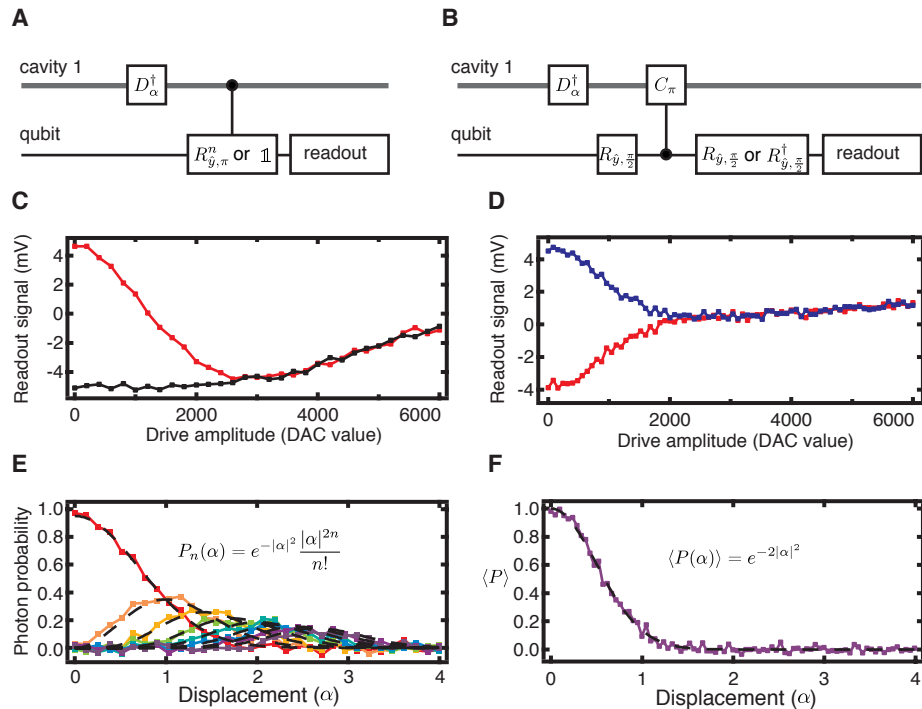 A
B
cavity 1
D†α
qubit
Rⁿŷ,π or 𝟙
readout
cavity 1
D†α
Cπ
qubit
Rŷ,π/2
Rŷ,π/2 or R†ŷ,π/2
readout
C
Readout signal (mV)
4
2
0
-2
-4
0
2000
4000
6000
Drive amplitude (DAC value)
D
Readout signal (mV)
4
2
0
-2
-4
0
2000
4000
6000
Drive amplitude (DAC value)
E
Photon probability
1.0
0.8
0.6
0.4
0.2
0.0
Pₙ(α) = e^{-|α|²} |α|^{2n}/n!
0
1
2
3
4
Displacement (α)
F
⟨P⟩
1.0
0.8
0.6
0.4
0.2
0.0
⟨P(α)⟩ = e^{-2|α|²}
0
1
2
3
4
Displacement (α)